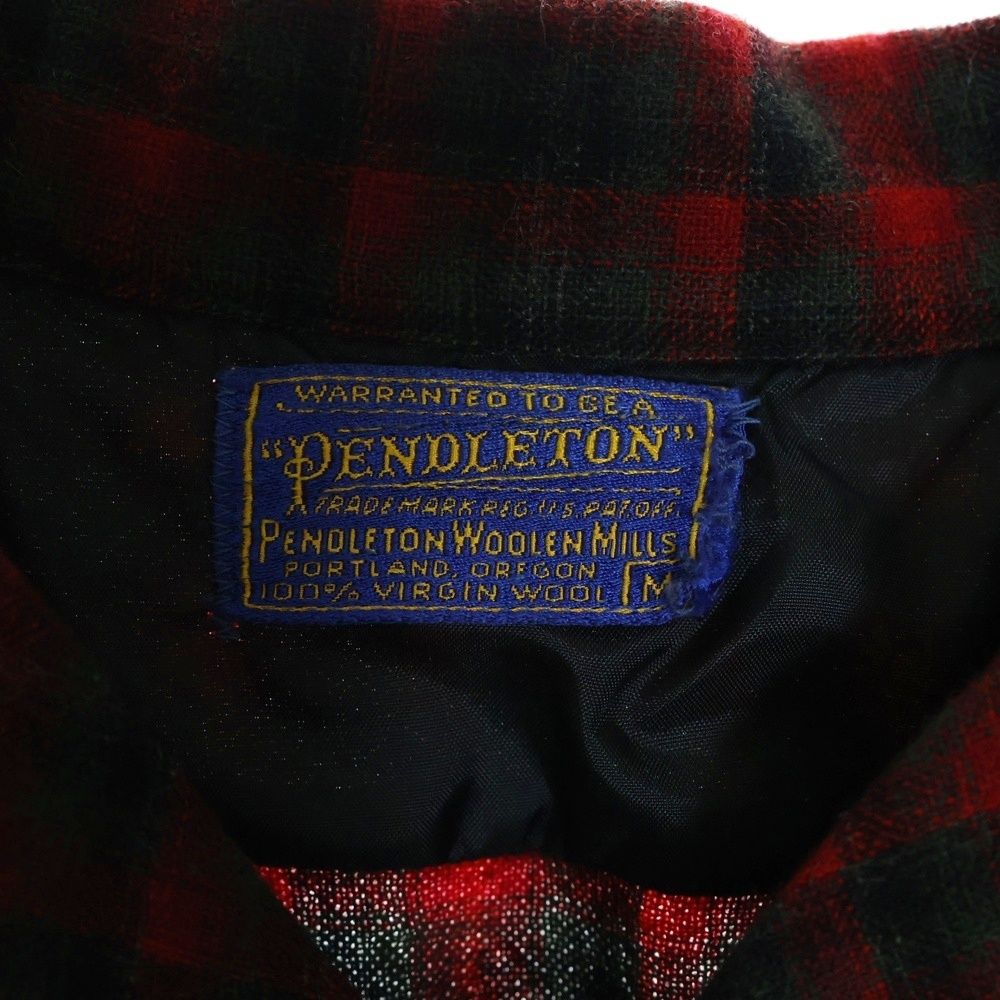 WARRANTED TO BE A
"PENDLETON"
TRADE MARK REG. U.S. PAT. OFF.
PENDLETON WOOLEN MILLS
PORTLAND, OREGON
100% VIRGIN WOOL M